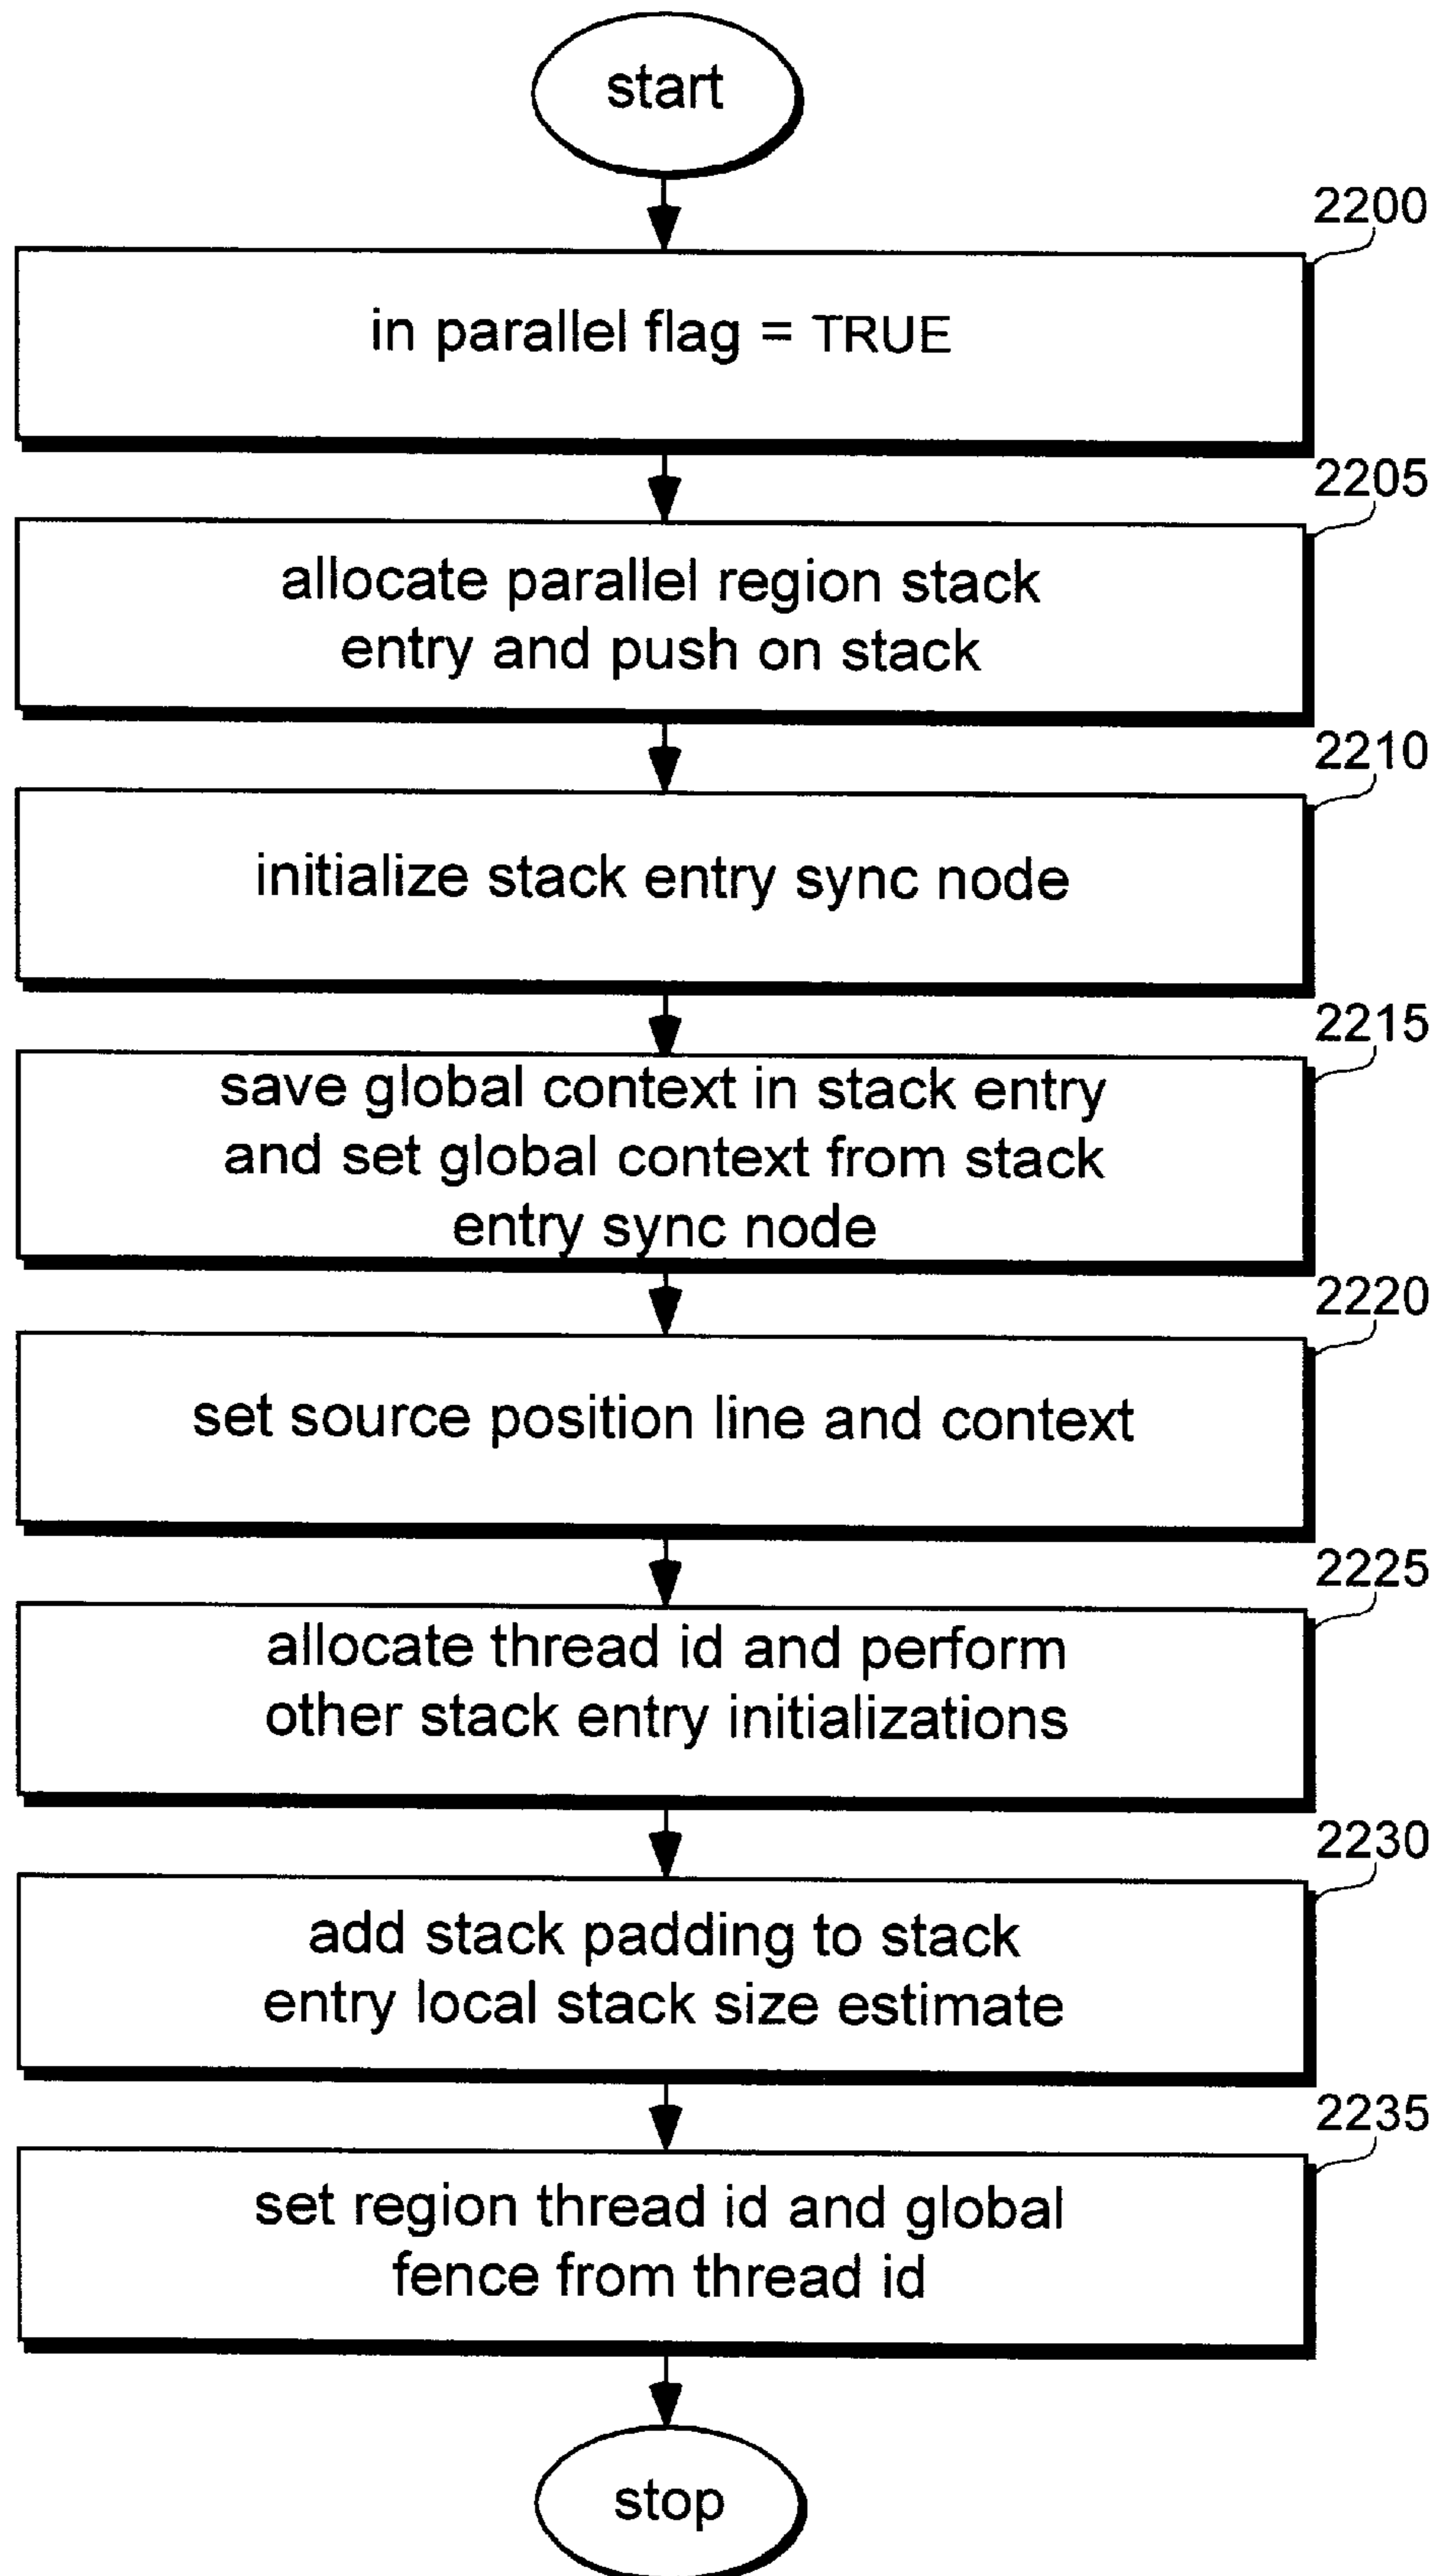 start
2200
in parallel flag = TRUE
2205
allocate parallel region stack
entry and push on stack
2210
initialize stack entry sync node
2215
save global context in stack entry
and set global context from stack
entry sync node
2220
set source position line and context
2225
allocate thread id and perform
other stack entry initializations
2230
add stack padding to stack
entry local stack size estimate
2235
set region thread id and global
fence from thread id
stop